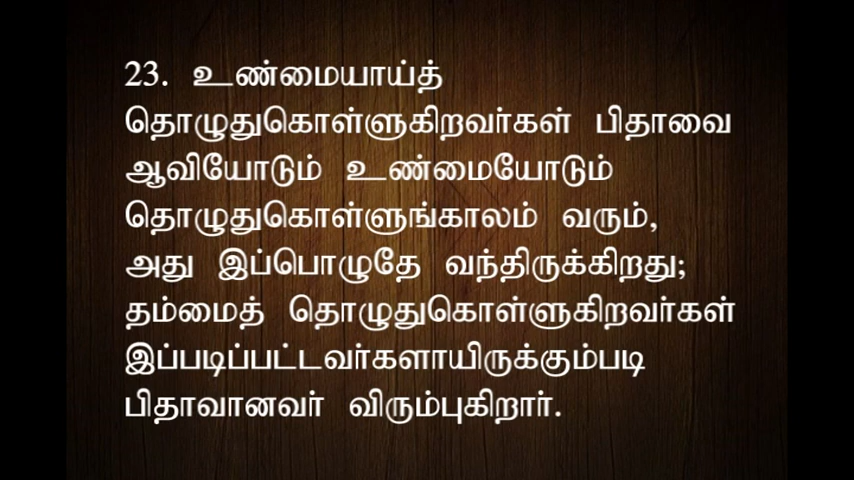 23. உண்மையாய்த்
தொழுதுகொள்ளுகிறவர்கள் பிதாவை
ஆவியோடும் உண்மையோடும்
தொழுதுகொள்ளுங்காலம் வரும்,
அது இப்பொழுதே வந்திருக்கிறது;
தம்மைத் தொழுதுகொள்ளுகிறவர்கள்
இப்படிப்பட்டவர்களாயிருக்கும்படி
பிதாவானவர் விரும்புகிறார்.